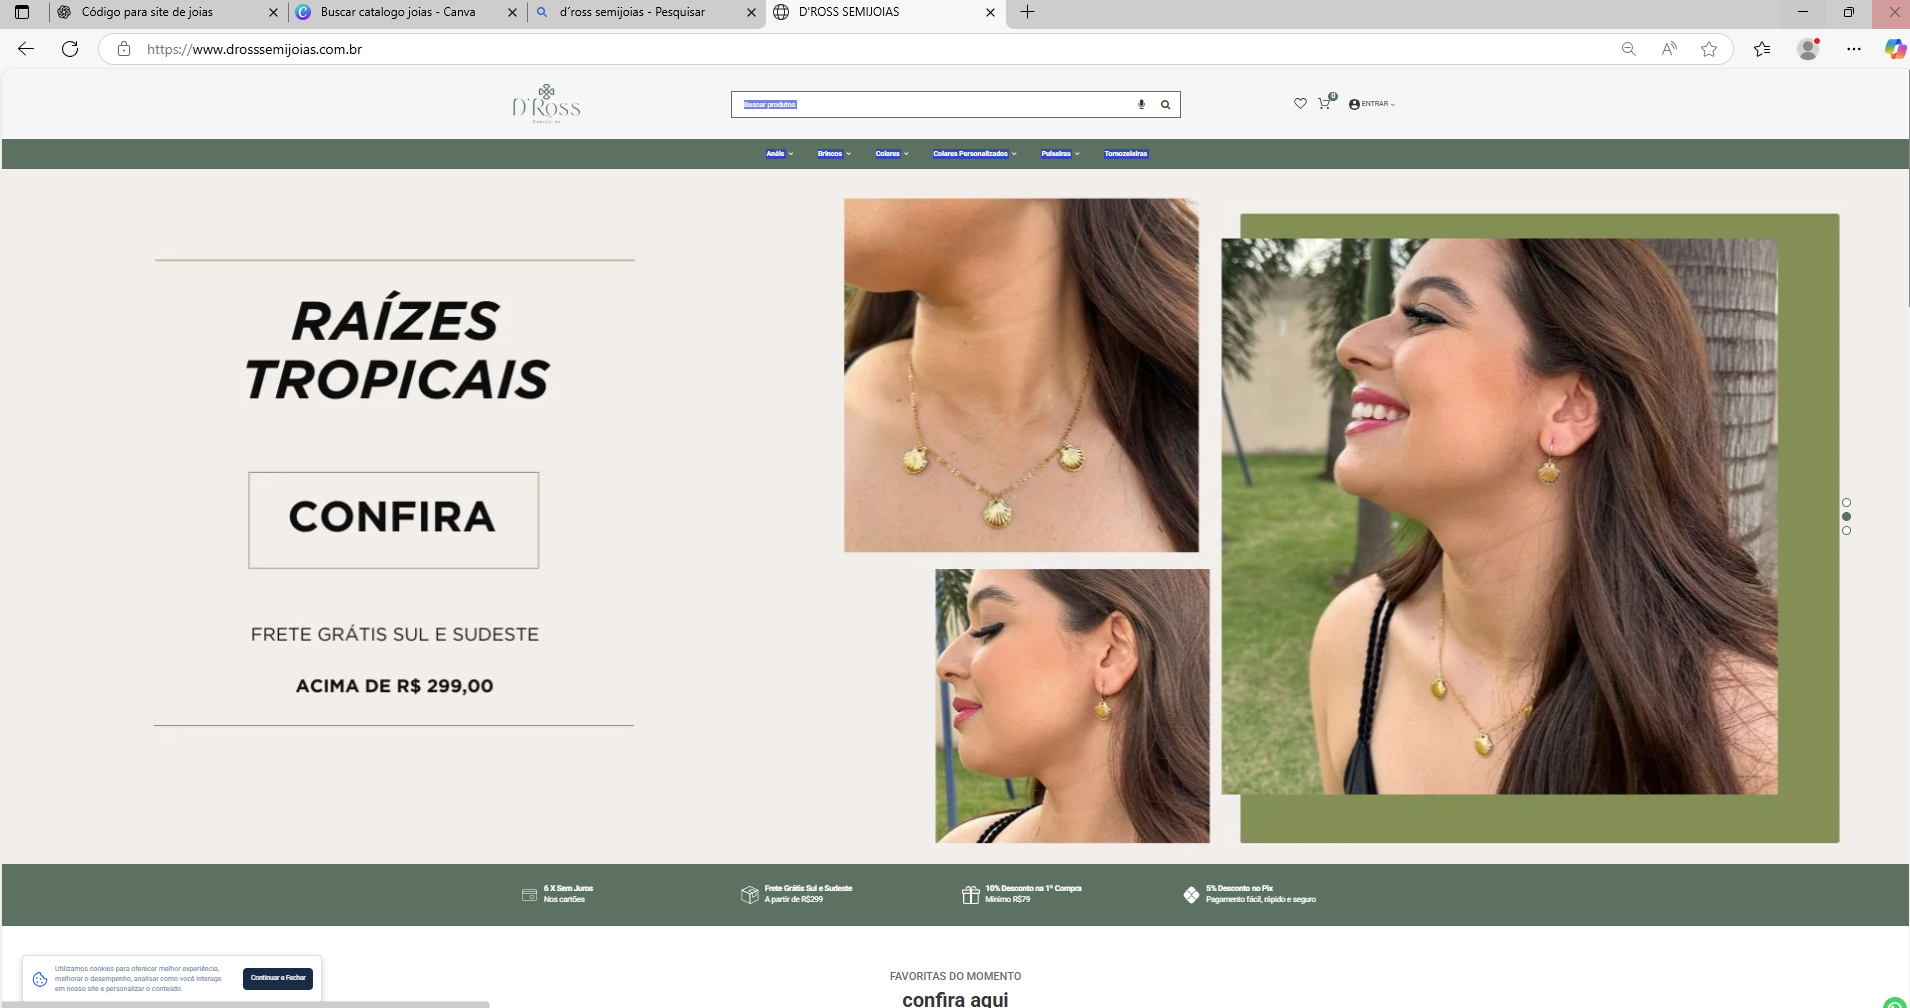 Código para site de joias
Buscar catalogo joias - Canva
d´ross semijoias - Pesquisar
D'ROSS SEMIJOIAS
https://www.drosssemijoias.com.br
D'Ross
Semijoias
Buscar produtos
0
ENTRAR
Anéis
Brincos
Colares
Colares Personalizados
Pulseiras
Tornozeleiras
RAÍZES
TROPICAIS
CONFIRA
FRETE GRÁTIS SUL E SUDESTE
ACIMA DE R$ 299,00
6 X Sem Juros
Nos cartões
Frete Grátis Sul e Sudeste
A partir de R$299
10% Desconto na 1ª Compra
Mínimo R$79
5% Desconto no Pix
Pagamento fácil, rápido e seguro
Utilizamos cookies para oferecer melhor experiência,
melhorar o desempenho, analisar como você interage
em nosso site e personalizar o conteúdo.
Continuar e Fechar
FAVORITAS DO MOMENTO
confira aqui